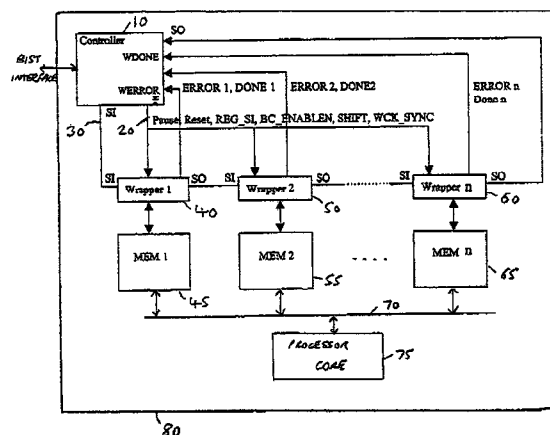 10
Controller
SO
BIST
INTERFACE
WDONE
WERROR
ERROR 1, DONE 1
ERROR 2, DONE2
ERROR n
Done n
SI
30
20
Pause, Reset, REG_SI, BC_ENABLEN, SHIFT, WCK_SYNC
SI
Wrapper 1
SO
SI
Wrapper 2
SO
SI
Wrapper n
SO
40
50
60
MEM 1
MEM 2
MEM n
45
55
65
70
PROCESSOR
CORE
75
80